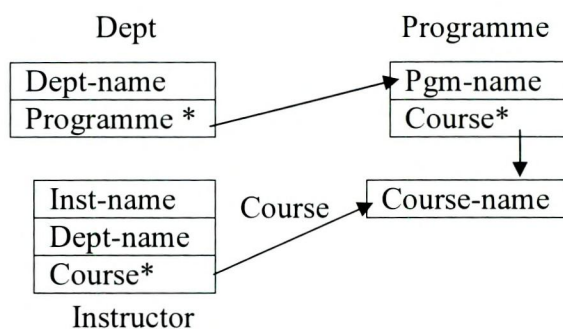 Dept
Programme
Dept-name
Programme *
Pgm-name
Course*
Inst-name
Dept-name
Course*
Course
Course-name
Instructor